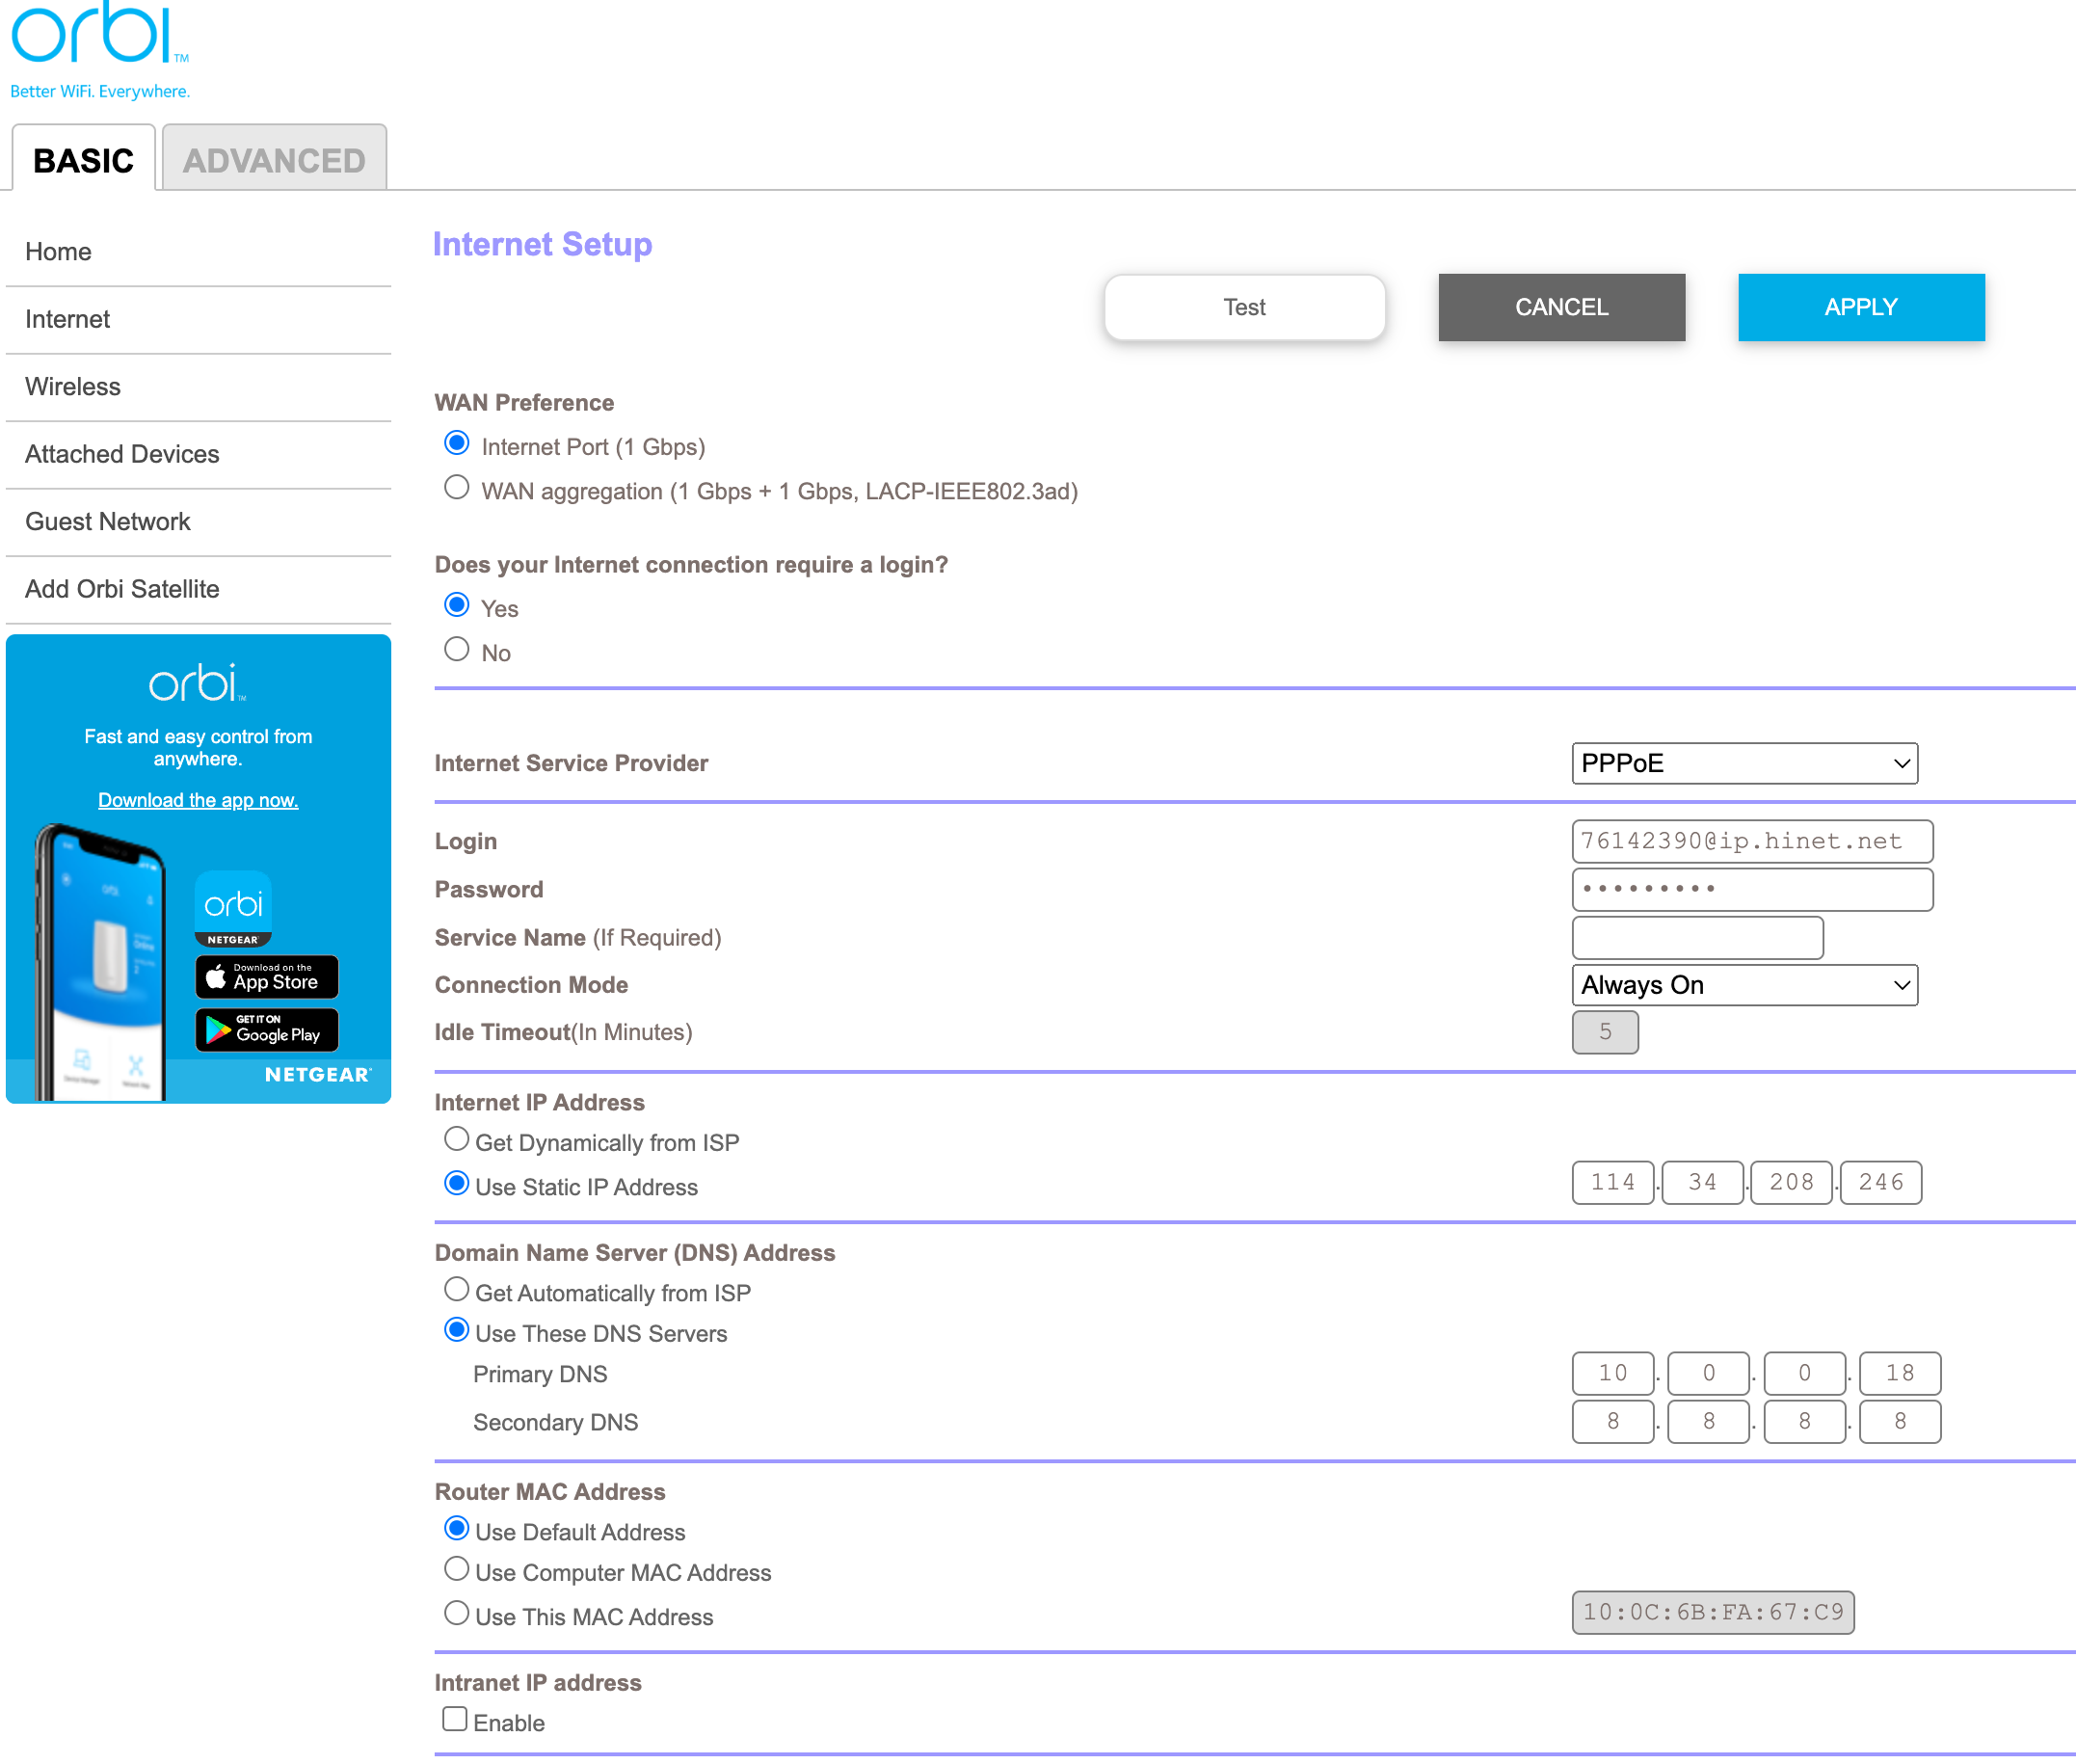 orbi™
Better WiFi. Everywhere.
BASIC
ADVANCED
Home
Internet
Wireless
Attached Devices
Guest Network
Add Orbi Satellite
orbi™
Fast and easy control from
anywhere.
Download the app now.
orbi
NETGEAR
Download on the
App Store
GET IT ON
Google Play
NETGEAR
Internet Setup
Test
CANCEL
APPLY
WAN Preference
Internet Port (1 Gbps)
WAN aggregation (1 Gbps + 1 Gbps, LACP-IEEE802.3ad)
Does your Internet connection require a login?
Yes
No
Internet Service Provider PPPoE
Login 76142390@ip.hinet.net
Password •••••••••
Service Name (If Required)
Connection Mode Always On
Idle Timeout(In Minutes) 5
Internet IP Address
Get Dynamically from ISP
Use Static IP Address 114 . 34 . 208 . 246
Domain Name Server (DNS) Address
Get Automatically from ISP
Use These DNS Servers
Primary DNS 10 . 0 . 0 . 18
Secondary DNS 8 . 8 . 8 . 8
Router MAC Address
Use Default Address
Use Computer MAC Address
Use This MAC Address 10:0C:6B:FA:67:C9
Intranet IP address
Enable